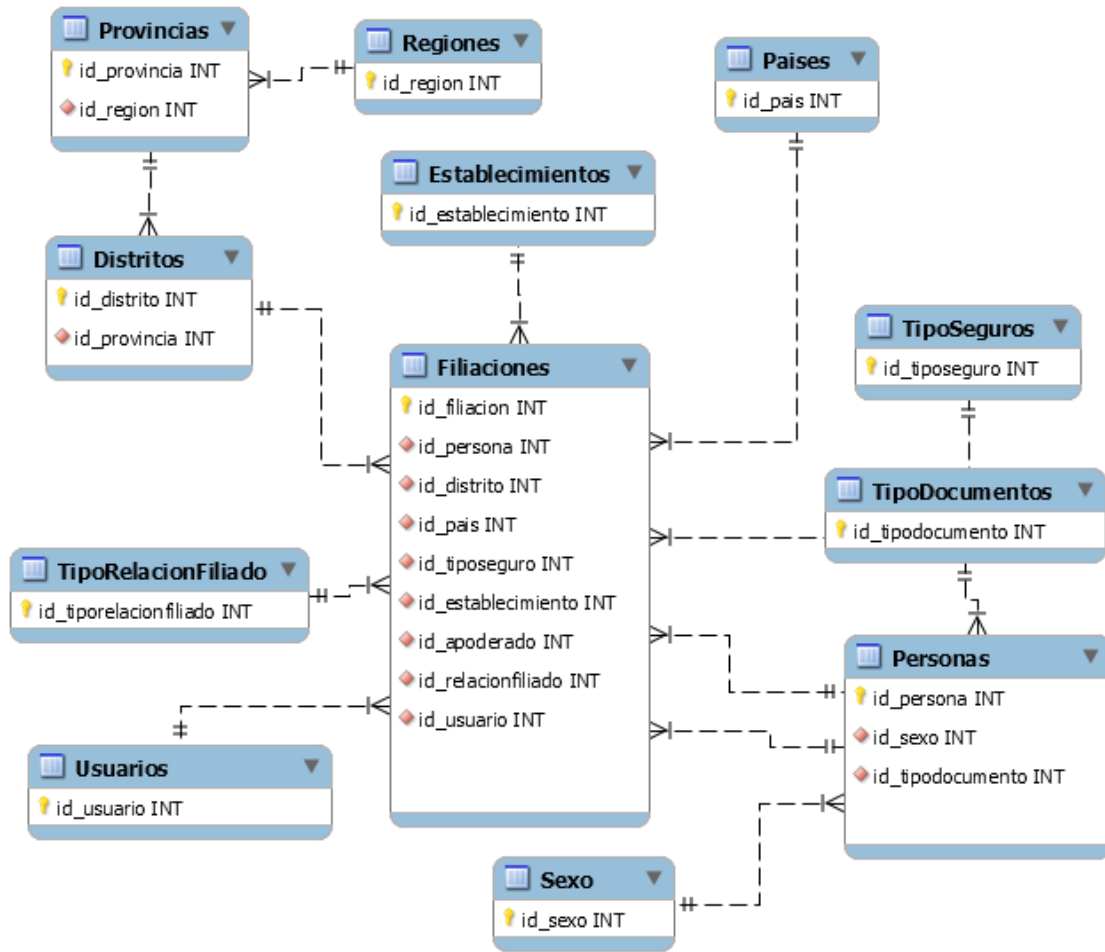 Provincias
id_provincia INT
id_region INT
Regiones
id_region INT
Paises
id_pais INT
Establecimientos
id_establecimiento INT
Distritos
id_distrito INT
id_provincia INT
TipoSeguros
id_tiposeguro INT
Filiaciones
id_filiacion INT
id_persona INT
id_distrito INT
id_pais INT
id_tiposeguro INT
id_establecimiento INT
id_apoderado INT
id_relacionfiliado INT
id_usuario INT
TipoDocumentos
id_tipodocumento INT
TipoRelacionFiliado
id_tiporelacionfiliado INT
Personas
id_persona INT
id_sexo INT
id_tipodocumento INT
Usuarios
id_usuario INT
Sexo
id_sexo INT